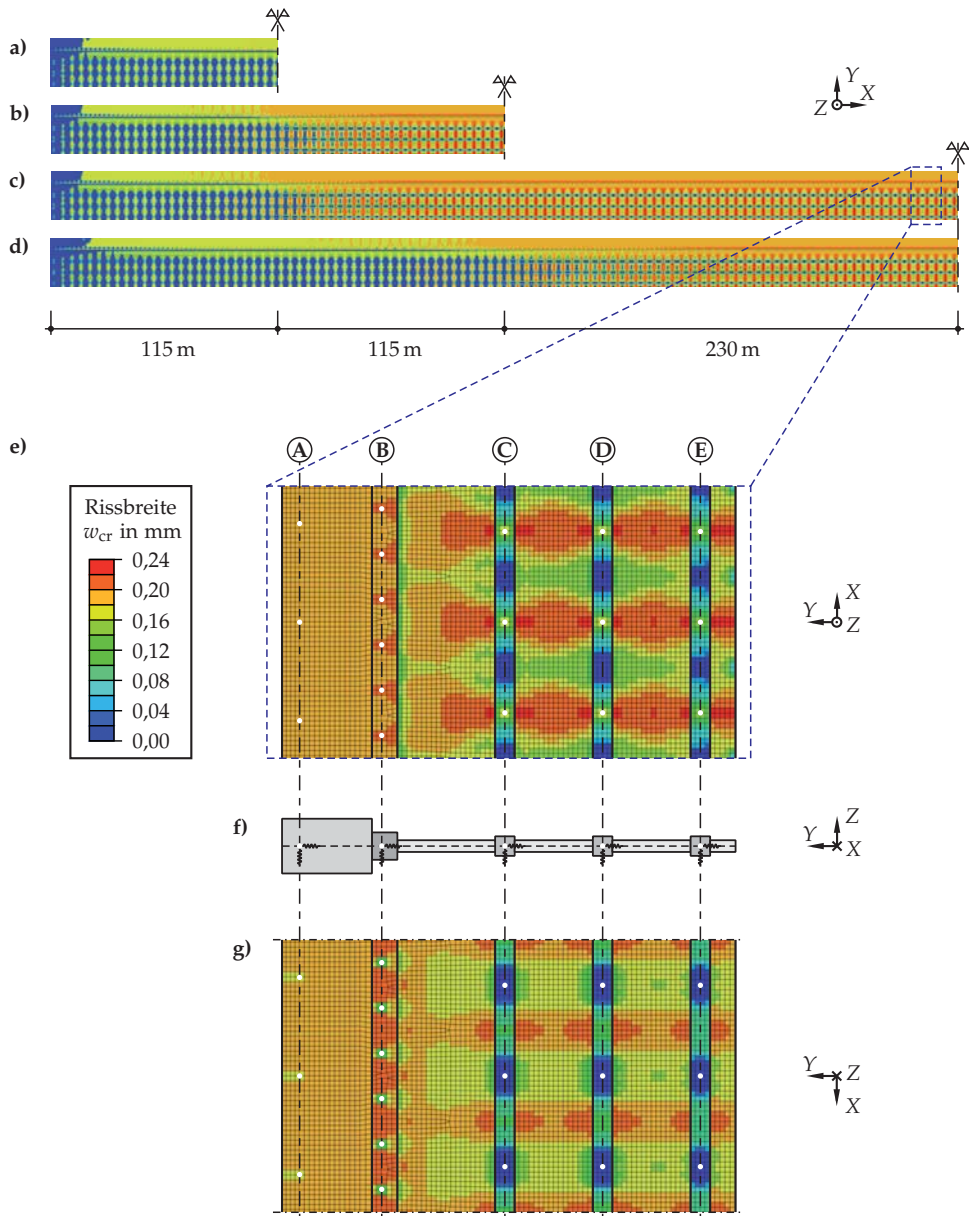 a)
b)
Y
Z
X
c)
d)
115 m
115 m
230 m
e)
A
B
C
D
E
Rissbreite
w_cr in mm
0,24
0,20
0,16
0,12
0,08
0,04
0,00
X
Y
Z
f)
Z
Y
X
g)
Y
Z
X